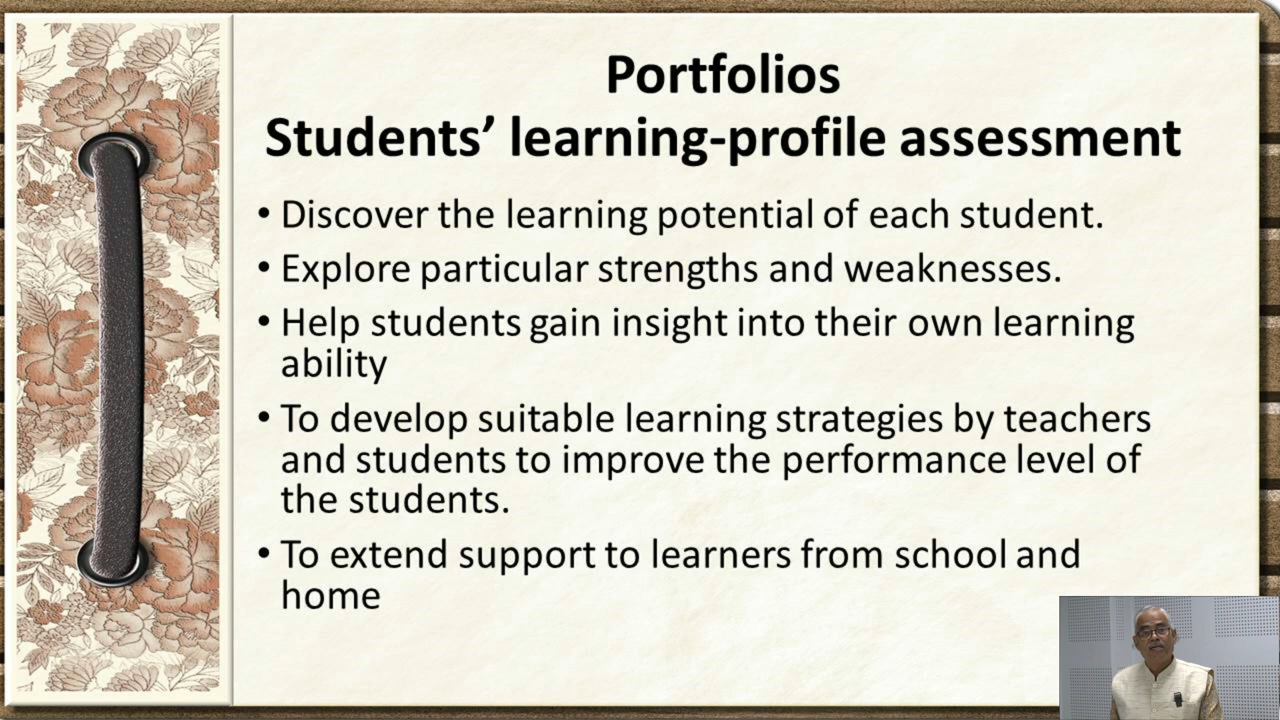 Portfolios
Students’ learning-profile assessment
• Discover the learning potential of each student.
• Explore particular strengths and weaknesses.
• Help students gain insight into their own learning
ability
• To develop suitable learning strategies by teachers
and students to improve the performance level of
the students.
• To extend support to learners from school and
home